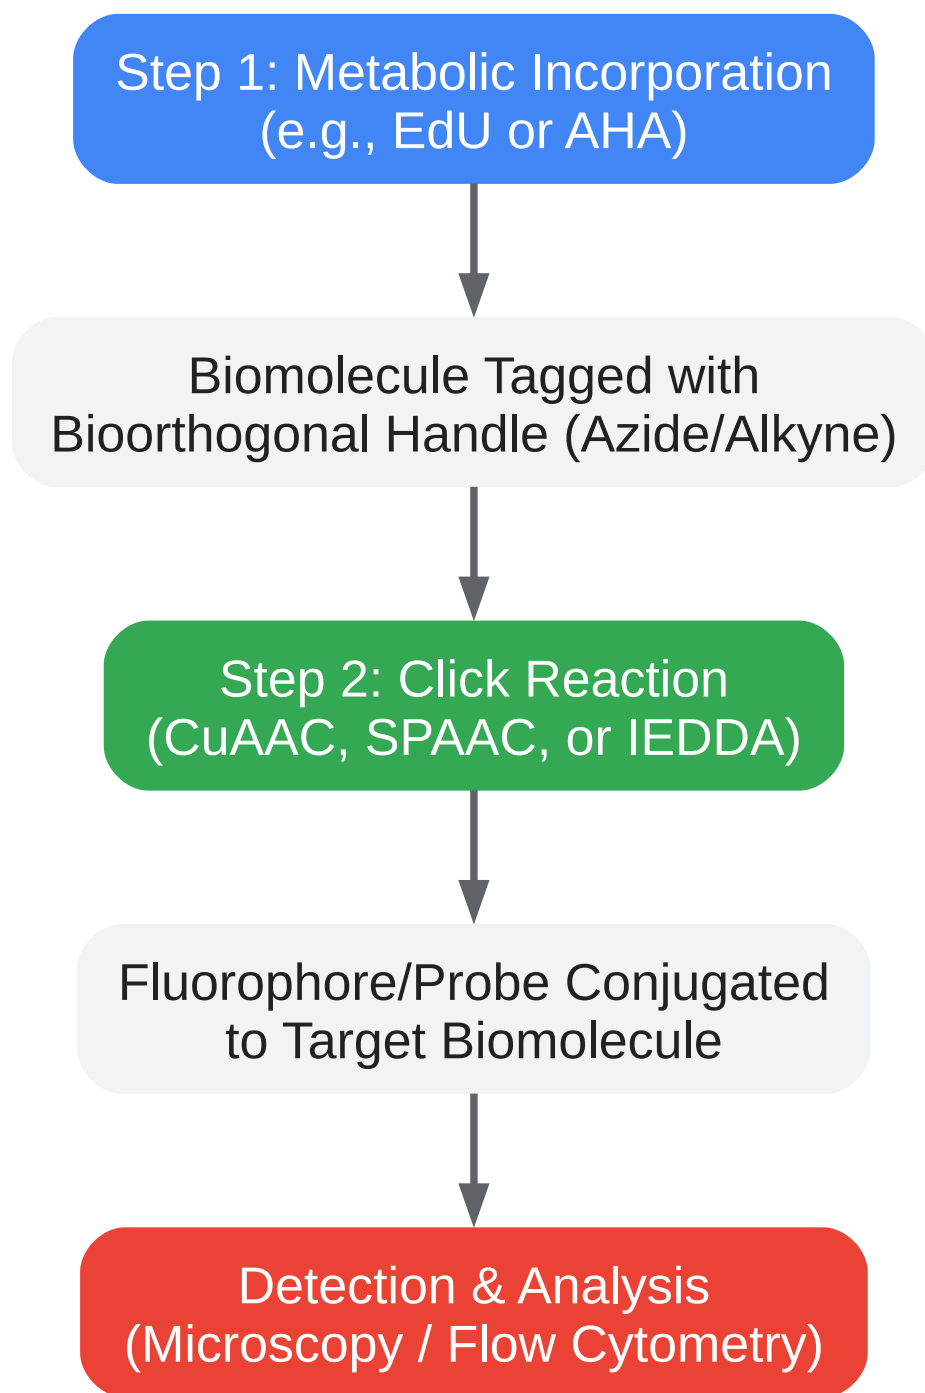 Step 1: Metabolic Incorporation
(e.g., EdU or AHA)
Biomolecule Tagged with
Bioorthogonal Handle (Azide/Alkyne)
Step 2: Click Reaction
(CuAAC, SPAAC, or IEDDA)
Fluorophore/Probe Conjugated
to Target Biomolecule
Detection & Analysis
(Microscopy / Flow Cytometry)